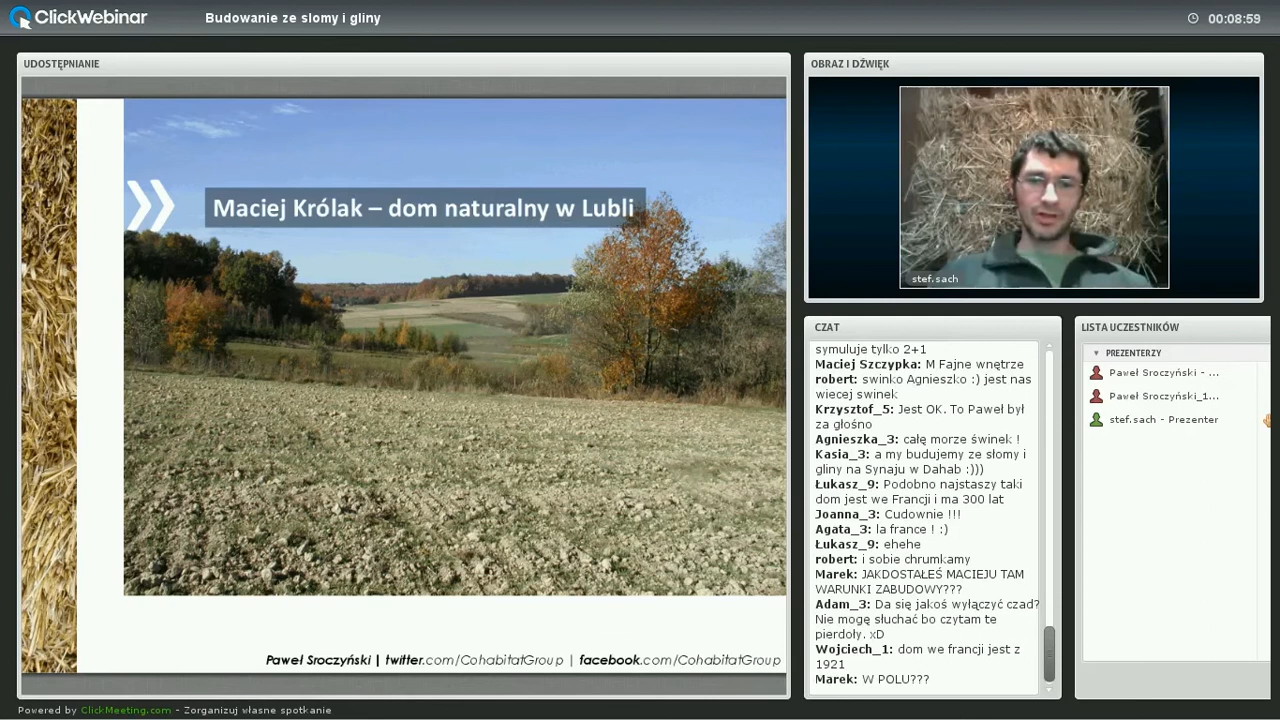 ClickWebinar
Budowanie ze slomy i gliny
00:08:59
UDOSTĘPNIANIE
Maciej Królak – dom naturalny w Lubli
Paweł Sroczyński | twitter.com/CohabitatGroup | facebook.com/CohabitatGroup
OBRAZ I DŹWIĘK
stef.sach
CZAT
symuluje tylko 2+1
Maciej Szczypka: M Fajne wnętrze
robert: swinko Agnieszko :) jest nas
wiecej swinek
Krzysztof_5: Jest OK. To Paweł był
za głośno
Agnieszka_3: całę morze świnek !
Kasia_3: a my budujemy ze słomy i
gliny na Synaju w Dahab :)))
Łukasz_9: Podobno najstaszy taki
dom jest we Francji i ma 300 lat
Joanna_3: Cudownie !!!
Agata_3: la france ! :)
Łukasz_9: ehehe
robert: i sobie chrumkamy
Marek: JAKDOSTAŁEŚ MACIEJU TAM
WARUNKI ZABUDOWY???
Adam_3: Da się jakoś wyłączyć czad?
Nie mogę słuchać bo czytam te
pierdoły. xD
Wojciech_1: dom we francji jest z
1921
Marek: W POLU???
LISTA UCZESTNIKÓW
PREZENTERZY
Paweł Sroczyński - ...
Paweł Sroczyński_1...
stef.sach - Prezenter
Powered by ClickMeeting.com - Zorganizuj własne spotkanie